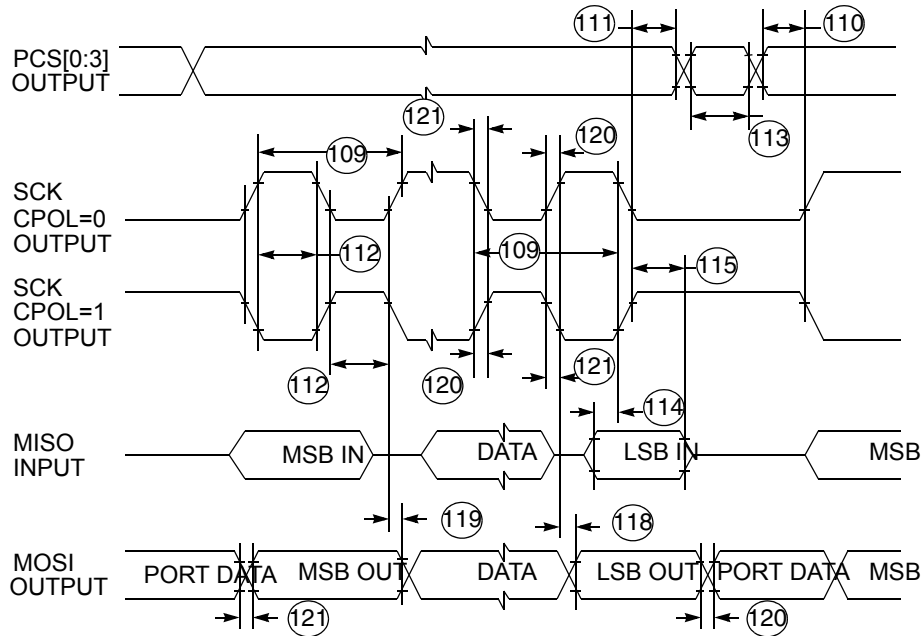 111
110
PCS[0:3]
OUTPUT
121
120
113
109
SCK
CPOL=0
OUTPUT
112
109
115
SCK
CPOL=1
OUTPUT
112
120
121
114
MISO
INPUT
MSB IN
DATA
LSB IN
MSB
119
118
MOSI
OUTPUT
PORT DATA
MSB OUT
DATA
LSB OUT
PORT DATA
MSB
121
120